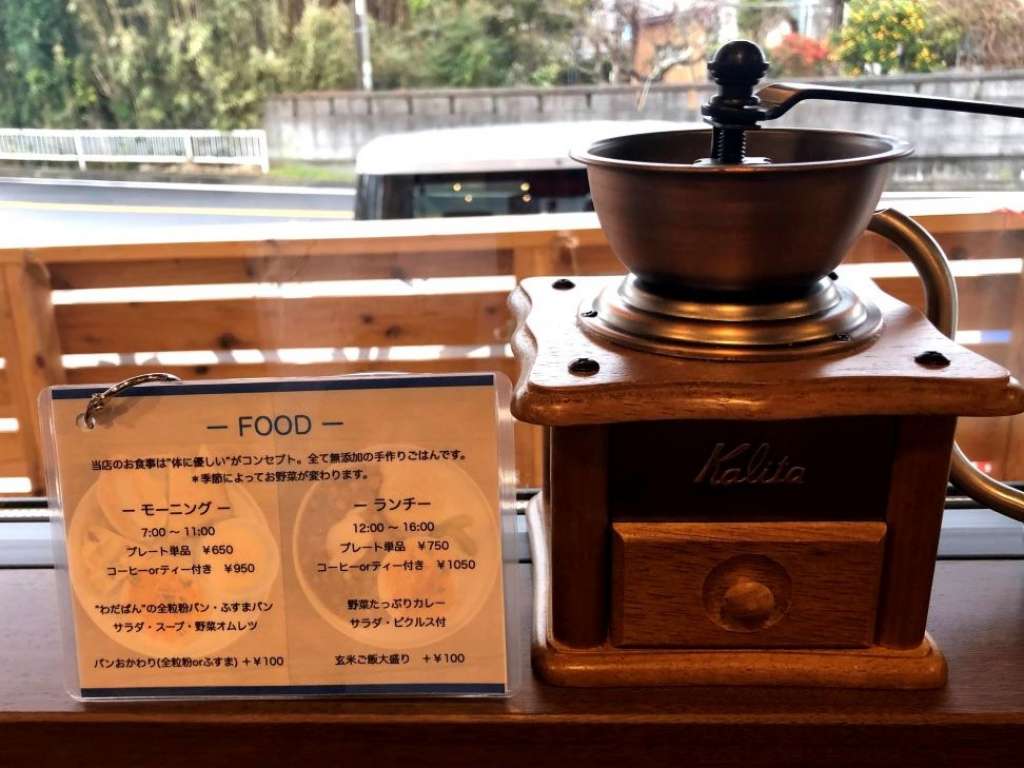 — FOOD —
当店のお食事は"体に優しい"がコンセプト。全て無添加の手作りごはんです。
＊季節によってお野菜が変わります。
— モーニング —
7:00 〜 11:00
プレート単品　￥650
コーヒーorティー付き　￥950
"わだぱん"の全粒粉パン・ふすまパン
サラダ・スープ・野菜オムレツ
パンおかわり(全粒粉orふすま) ＋￥100
— ランチー —
12:00 〜 16:00
プレート単品　￥750
コーヒーorティー付き　￥1050
野菜たっぷりカレー
サラダ・ピクルス付
玄米ご飯大盛り　＋￥100
Kalita